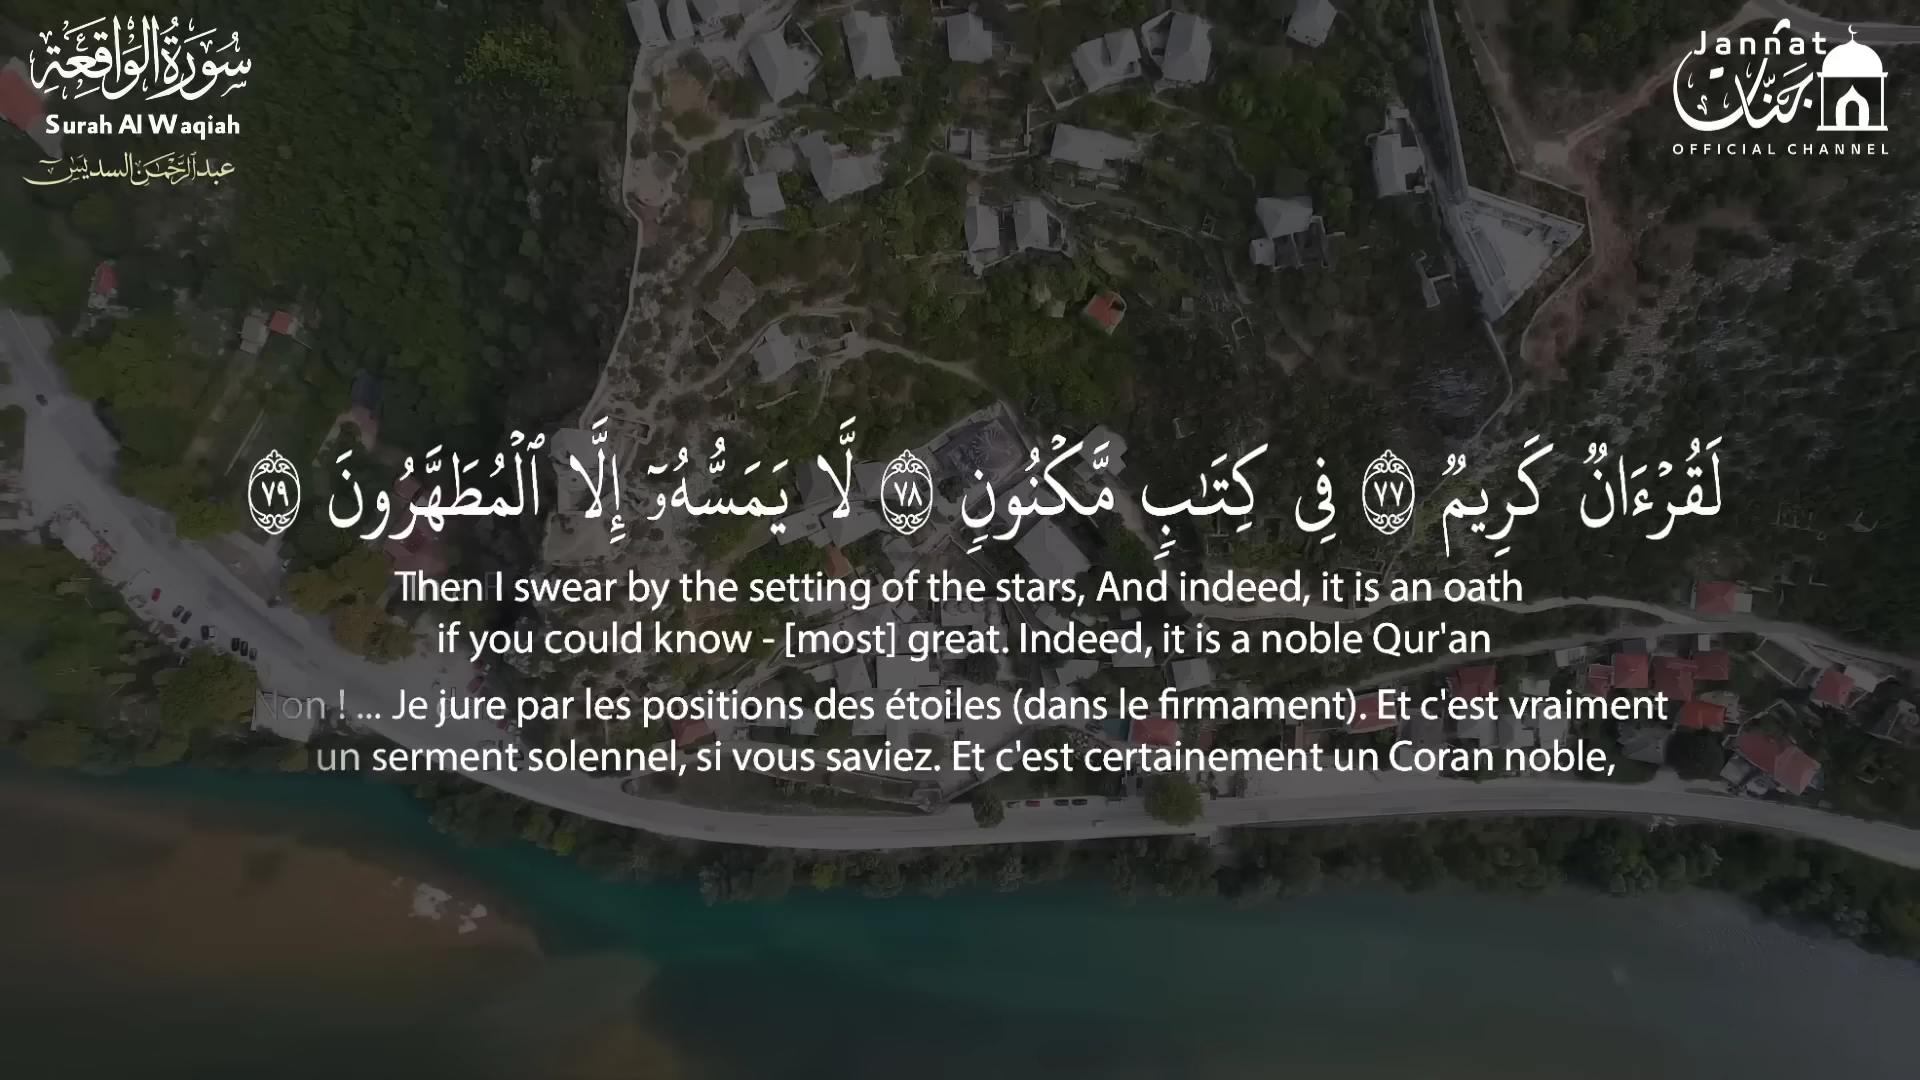 سُورَةُ الوَاقِعَةِ
Surah Al Waqiah
عبد الرحمن السديس
Jannat
جنات
OFFICIAL CHANNEL
لَقُرْءَانٌ كَرِيمٌ ٧٧ فِى كِتَٰبٍ مَّكْنُونٍ ٧٨ لَّا يَمَسُّهُۥٓ إِلَّا ٱلْمُطَهَّرُونَ ٧٩
Then I swear by the setting of the stars, And indeed, it is an oath
if you could know - [most] great. Indeed, it is a noble Qur'an
Non ! ... Je jure par les positions des étoiles (dans le firmament). Et c'est vraiment
un serment solennel, si vous saviez. Et c'est certainement un Coran noble,